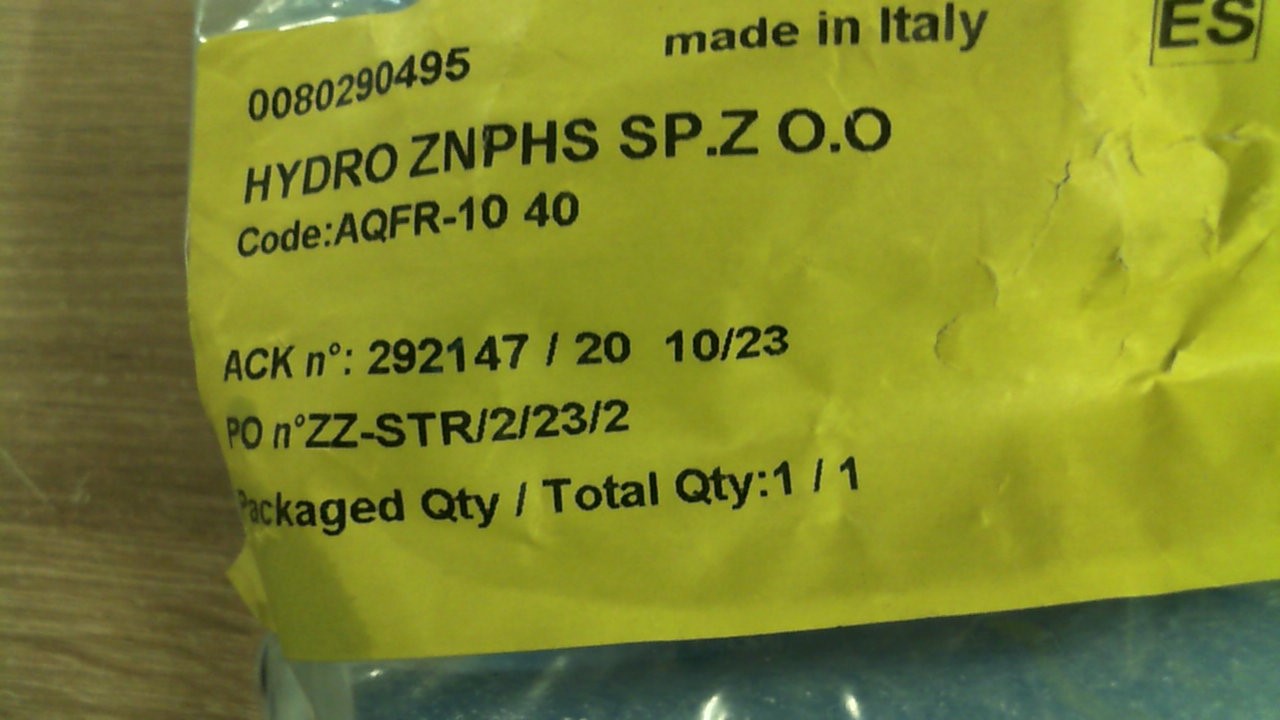 made in Italy
ES
0080290495
HYDRO ZNPHS SP.Z O.O
Code:AQFR-10 40
ACK n°: 292147 / 20 10/23
PO n°ZZ-STR/2/23/2
Packaged Qty / Total Qty:1 / 1